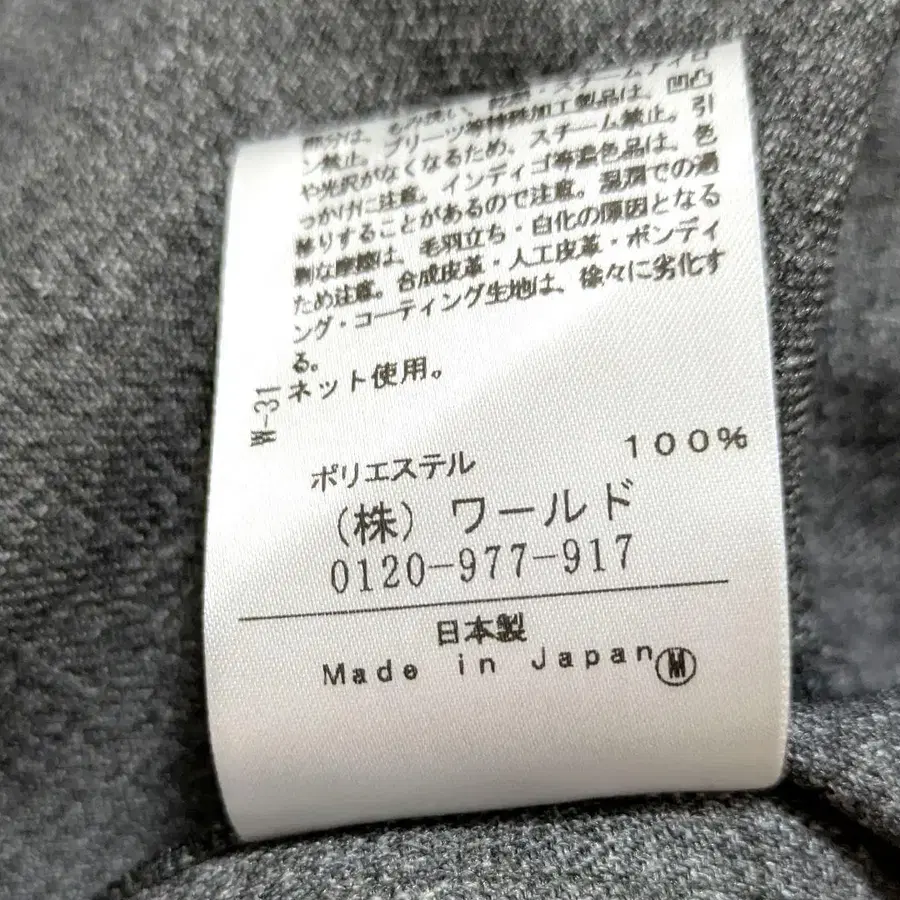 部分は、もみ洗い、乾燥・スチームアイロ
ン禁止。プリーツ等特殊加工製品は、凹凸
や光沢がなくなるため、スチーム禁止。引
っかけに注意。インディゴ等濃色品は、色
移りすることがあるので注意。湿潤での過
剰な摩擦は、毛羽立ち・白化の原因となる
ため注意。合成皮革・人工皮革・ボンディ
ング・コーティング生地は、徐々に劣化す
る。
ネット使用。
W-31
ポリエステル 100%
(株) ワールド
0120-977-917
日本製
Made in Japan Ⓜ